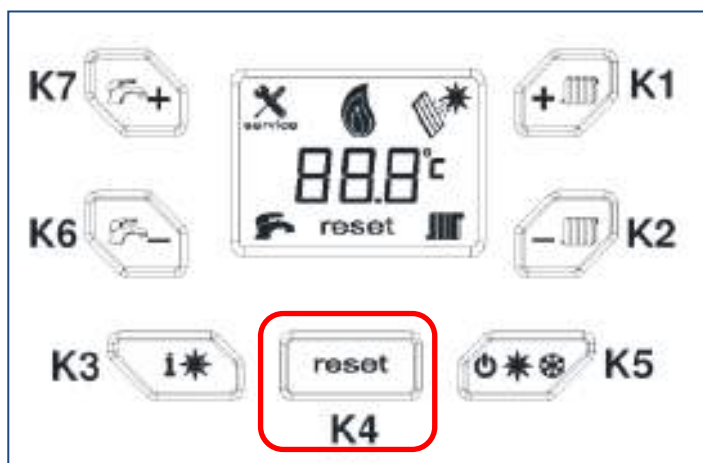 K7 + + K1
service
88.8°c
K6 - reset - K2
K3 i reset K5
K4